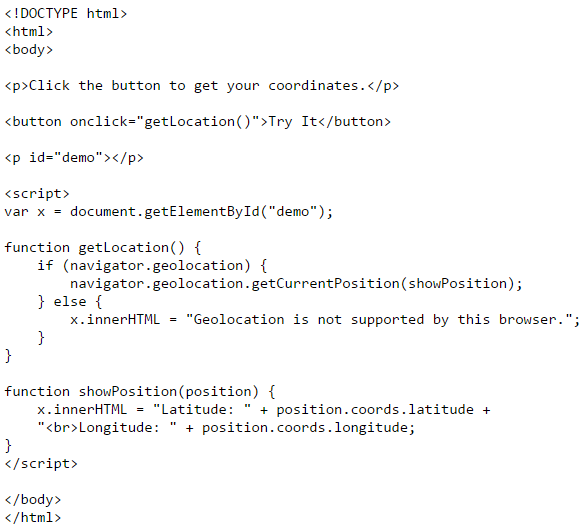 <!DOCTYPE html>
<html>
<body>

<p>Click the button to get your coordinates.</p>

<button onclick="getLocation()">Try It</button>

<p id="demo"></p>

<script>
var x = document.getElementById("demo");

function getLocation() {
    if (navigator.geolocation) {
        navigator.geolocation.getCurrentPosition(showPosition);
    } else {
        x.innerHTML = "Geolocation is not supported by this browser.";
    }
}

function showPosition(position) {
    x.innerHTML = "Latitude: " + position.coords.latitude +
    "<br>Longitude: " + position.coords.longitude;
}
</script>

</body>
</html>